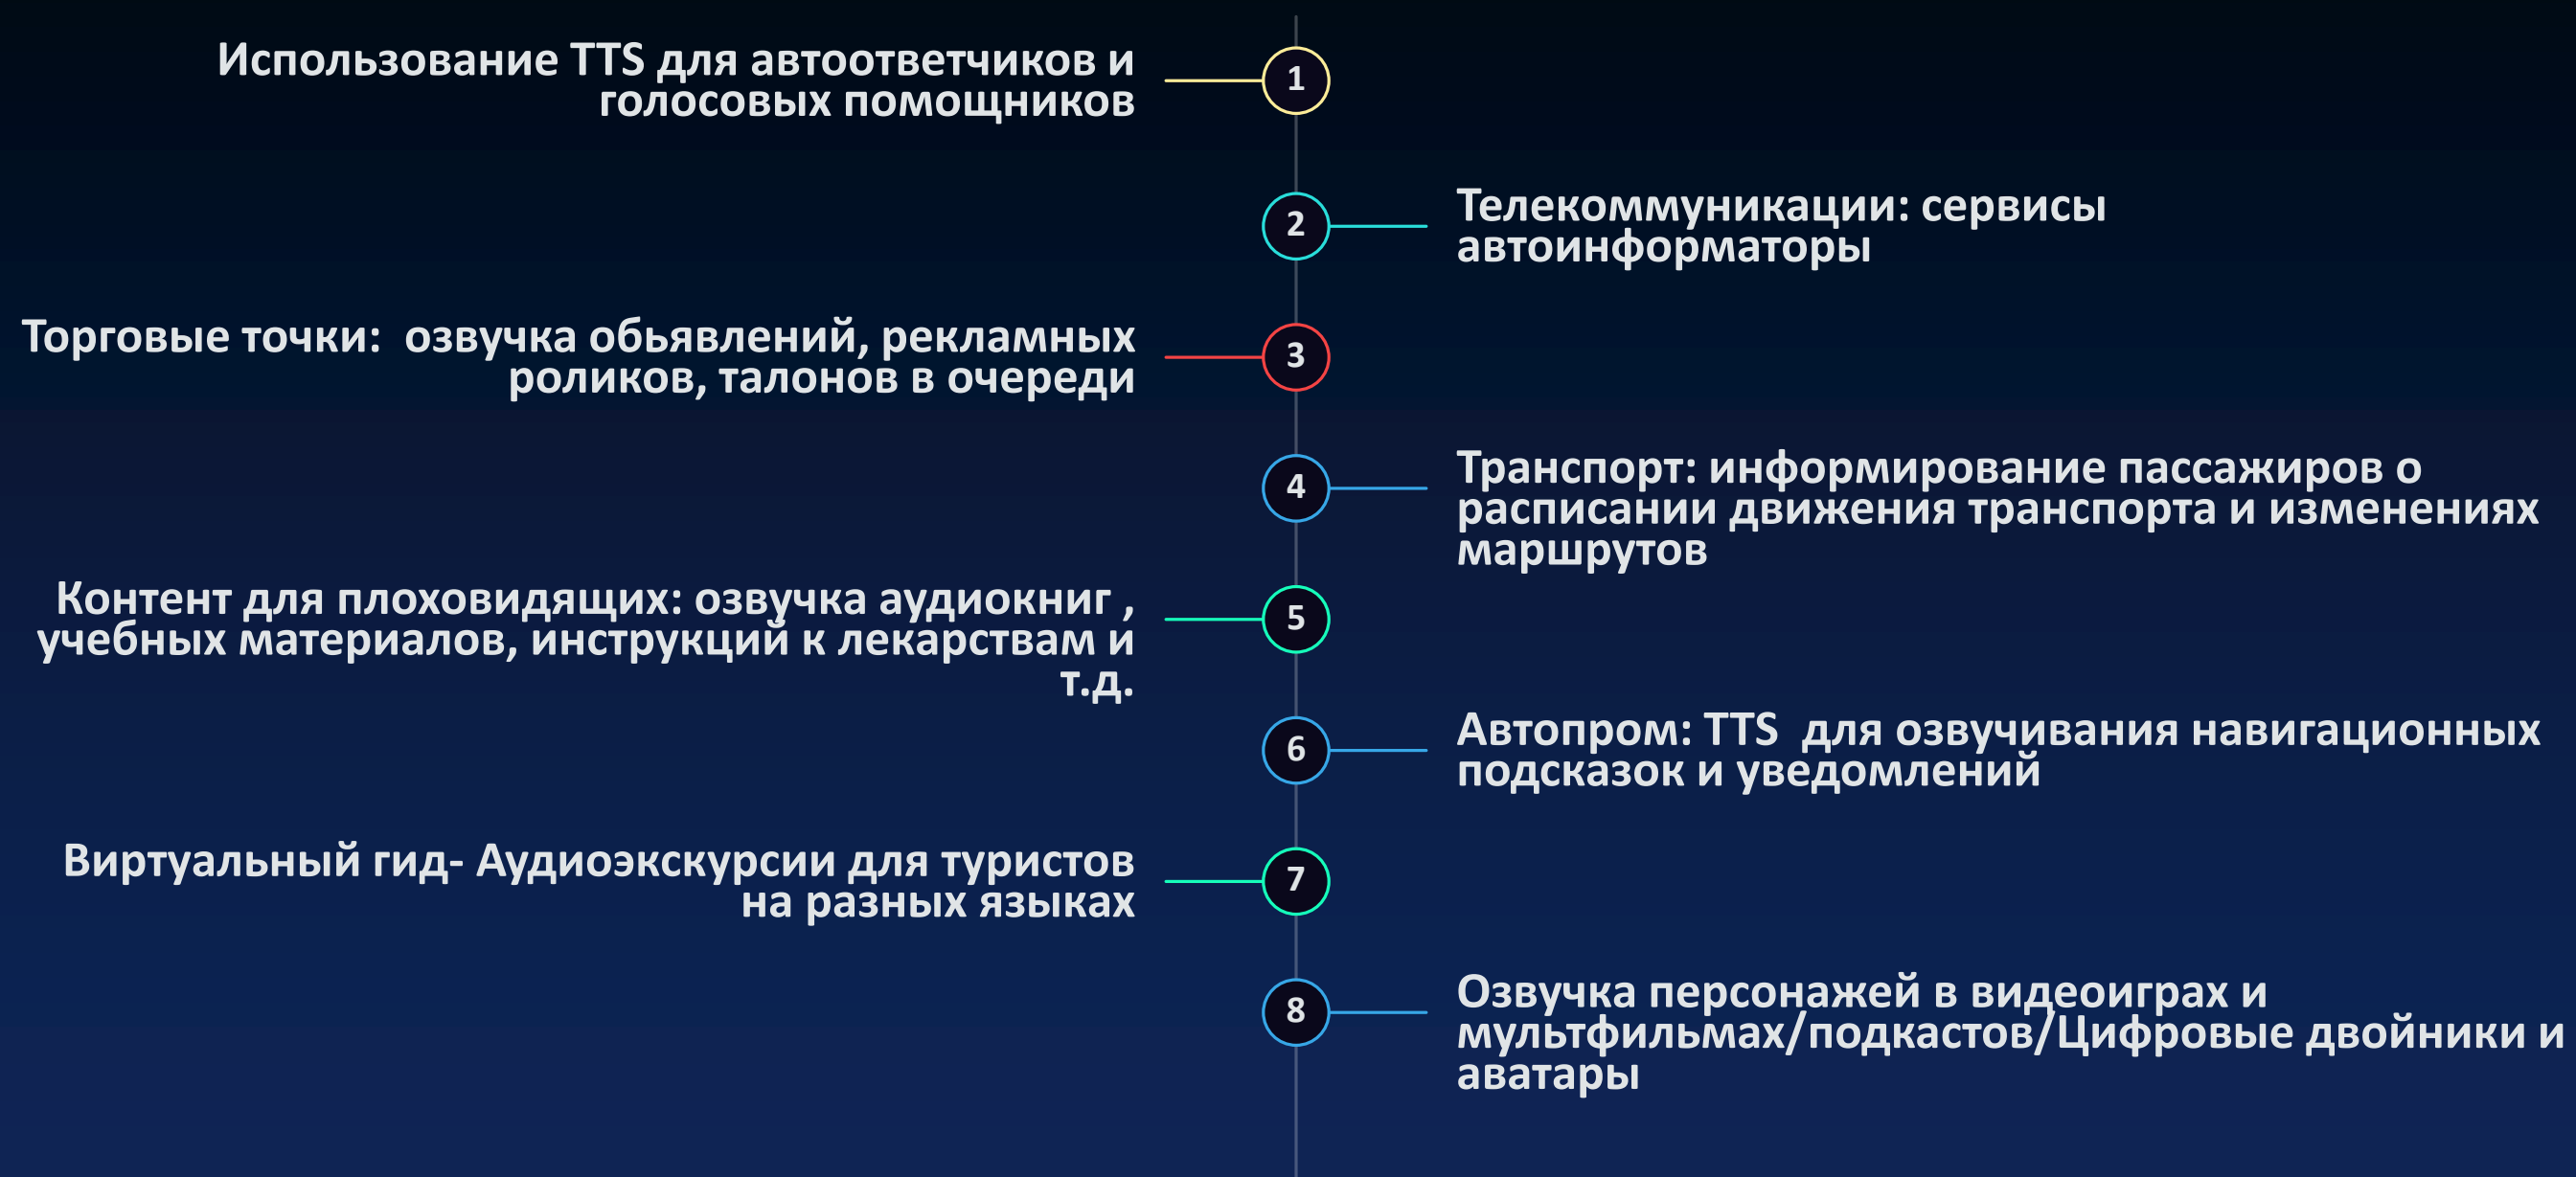 Использование TTS для автоответчиков и
голосовых помощников
1
2
Телекоммуникации: сервисы
автоинформаторы
Торговые точки:  озвучка обьявлений, рекламных
роликов, талонов в очереди
3
4
Транспорт: информирование пассажиров о
расписании движения транспорта и изменениях
маршрутов
Контент для плоховидящих: озвучка аудиокниг ,
учебных материалов, инструкций к лекарствам и
т.д.
5
6
Автопром: TTS  для озвучивания навигационных
подсказок и уведомлений
Виртуальный гид- Аудиоэкскурсии для туристов
на разных языках
7
8
Озвучка персонажей в видеоиграх и
мультфильмах/подкастов/Цифровые двойники и
аватары